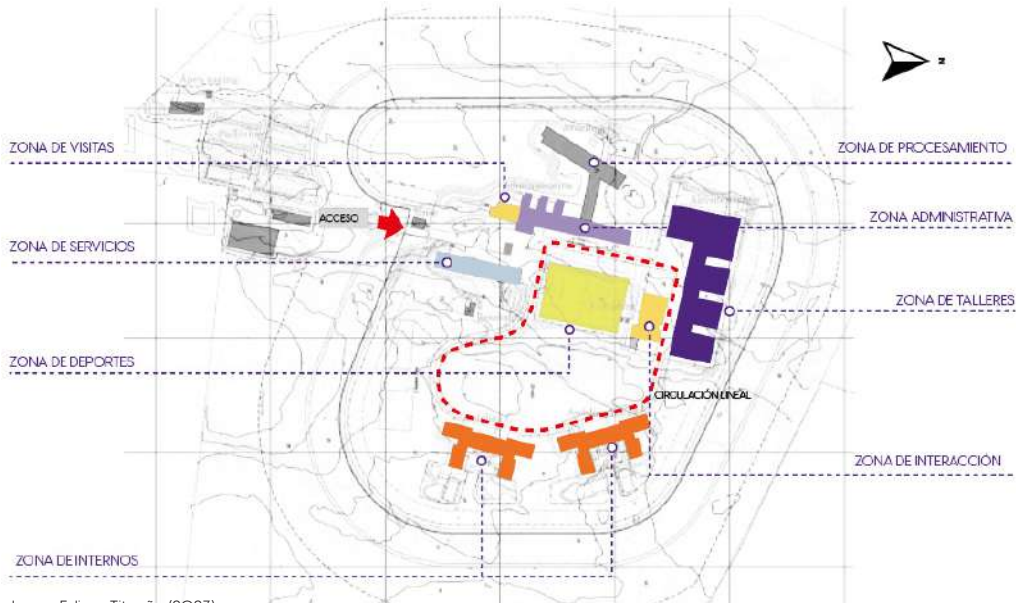 N
ZONA DE VISITAS
ZONA DE PROCESAMIENTO
ACCESO
ZONA ADMINISTRATIVA
ZONA DE SERVICIOS
ZONA DE TALLERES
ZONA DE DEPORTES
CIRCULACIÓN LINEAL
ZONA DE INTERACCIÓN
ZONA DE INTERNOS